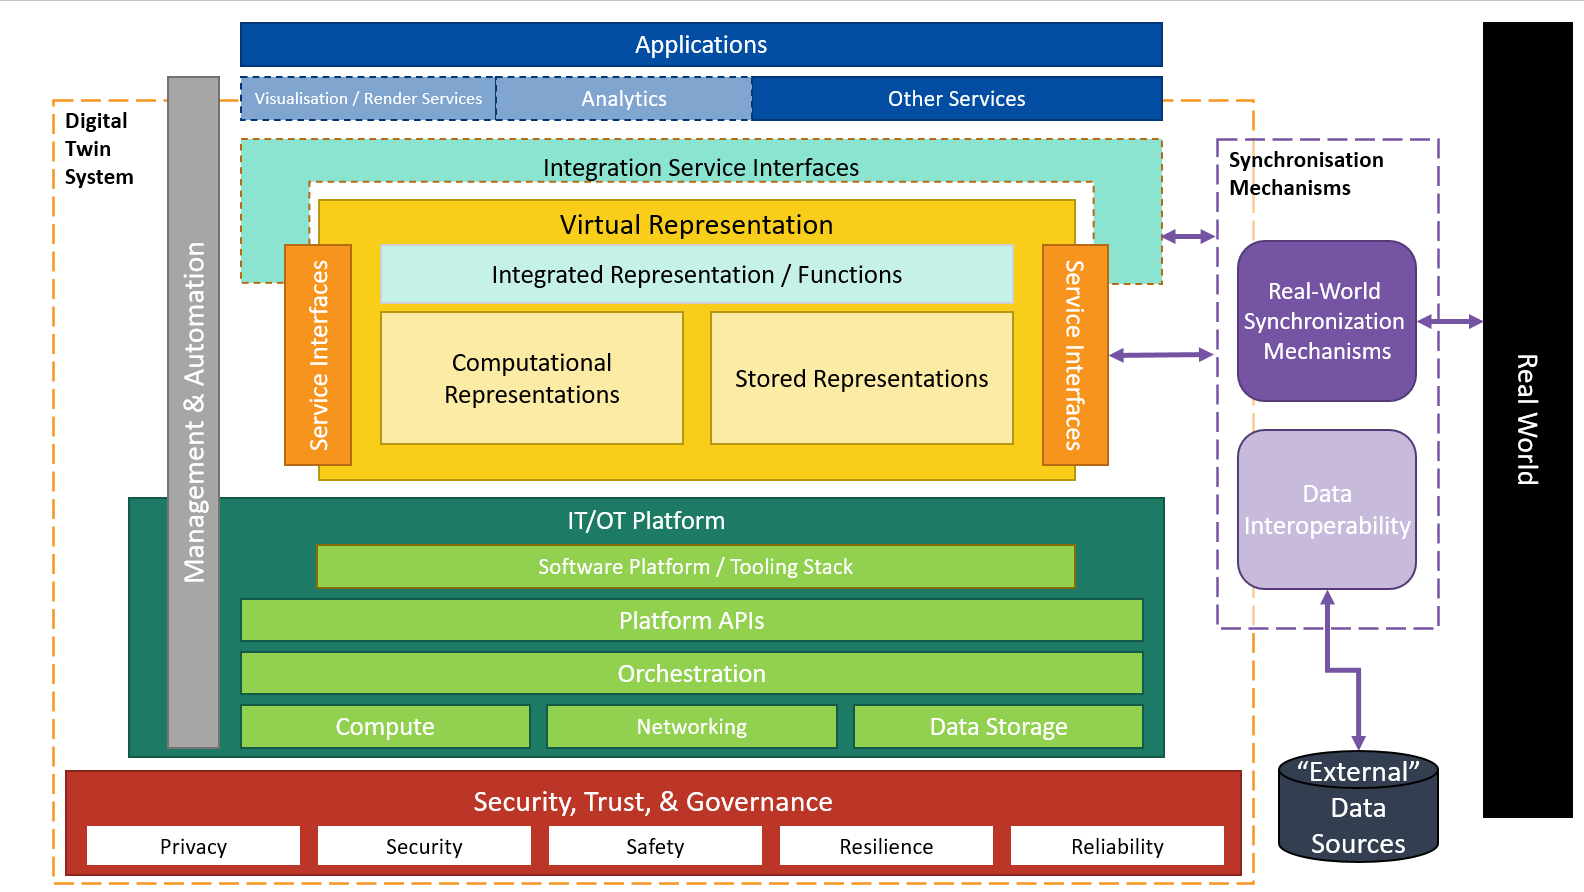 Applications
Visualisation / Render Services
Analytics
Other Services
Digital
Twin
System
Management & Automation
Integration Service Interfaces
Virtual Representation
Integrated Representation / Functions
Service Interfaces
Computational
Representations
Stored Representations
Service Interfaces
Synchronisation
Mechanisms
Real-World
Synchronization
Mechanisms
Data
Interoperability
Real World
IT/OT Platform
Software Platform / Tooling Stack
Platform APIs
Orchestration
Compute
Networking
Data Storage
“External”
Data
Sources
Security, Trust, & Governance
Privacy
Security
Safety
Resilience
Reliability